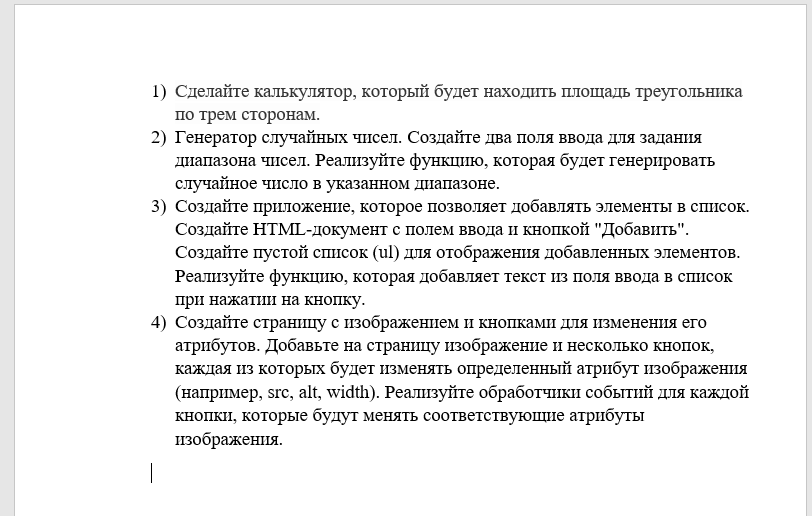 1) Сделайте калькулятор, который будет находить площадь треугольника
по трем сторонам.
2) Генератор случайных чисел. Создайте два поля ввода для задания
диапазона чисел. Реализуйте функцию, которая будет генерировать
случайное число в указанном диапазоне.
3) Создайте приложение, которое позволяет добавлять элементы в список.
Создайте HTML-документ с полем ввода и кнопкой "Добавить".
Создайте пустой список (ul) для отображения добавленных элементов.
Реализуйте функцию, которая добавляет текст из поля ввода в список
при нажатии на кнопку.
4) Создайте страницу с изображением и кнопками для изменения его
атрибутов. Добавьте на страницу изображение и несколько кнопок,
каждая из которых будет изменять определенный атрибут изображения
(например, src, alt, width). Реализуйте обработчики событий для каждой
кнопки, которые будут менять соответствующие атрибуты
изображения.